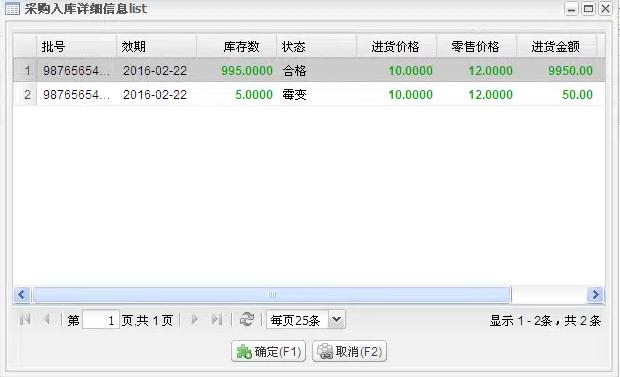 采购入库详细信息list
批号 效期 库存数 状态 进货价格 零售价格 进货金额
1 98765654... 2016-02-22 995.0000 合格 10.0000 12.0000 9950.00
2 98765654... 2016-02-22 5.0000 霉变 10.0000 12.0000 50.00
第 1 页,共 1 页 每页25条 显示 1 - 2条，共 2 条
确定(F1) 取消(F2)